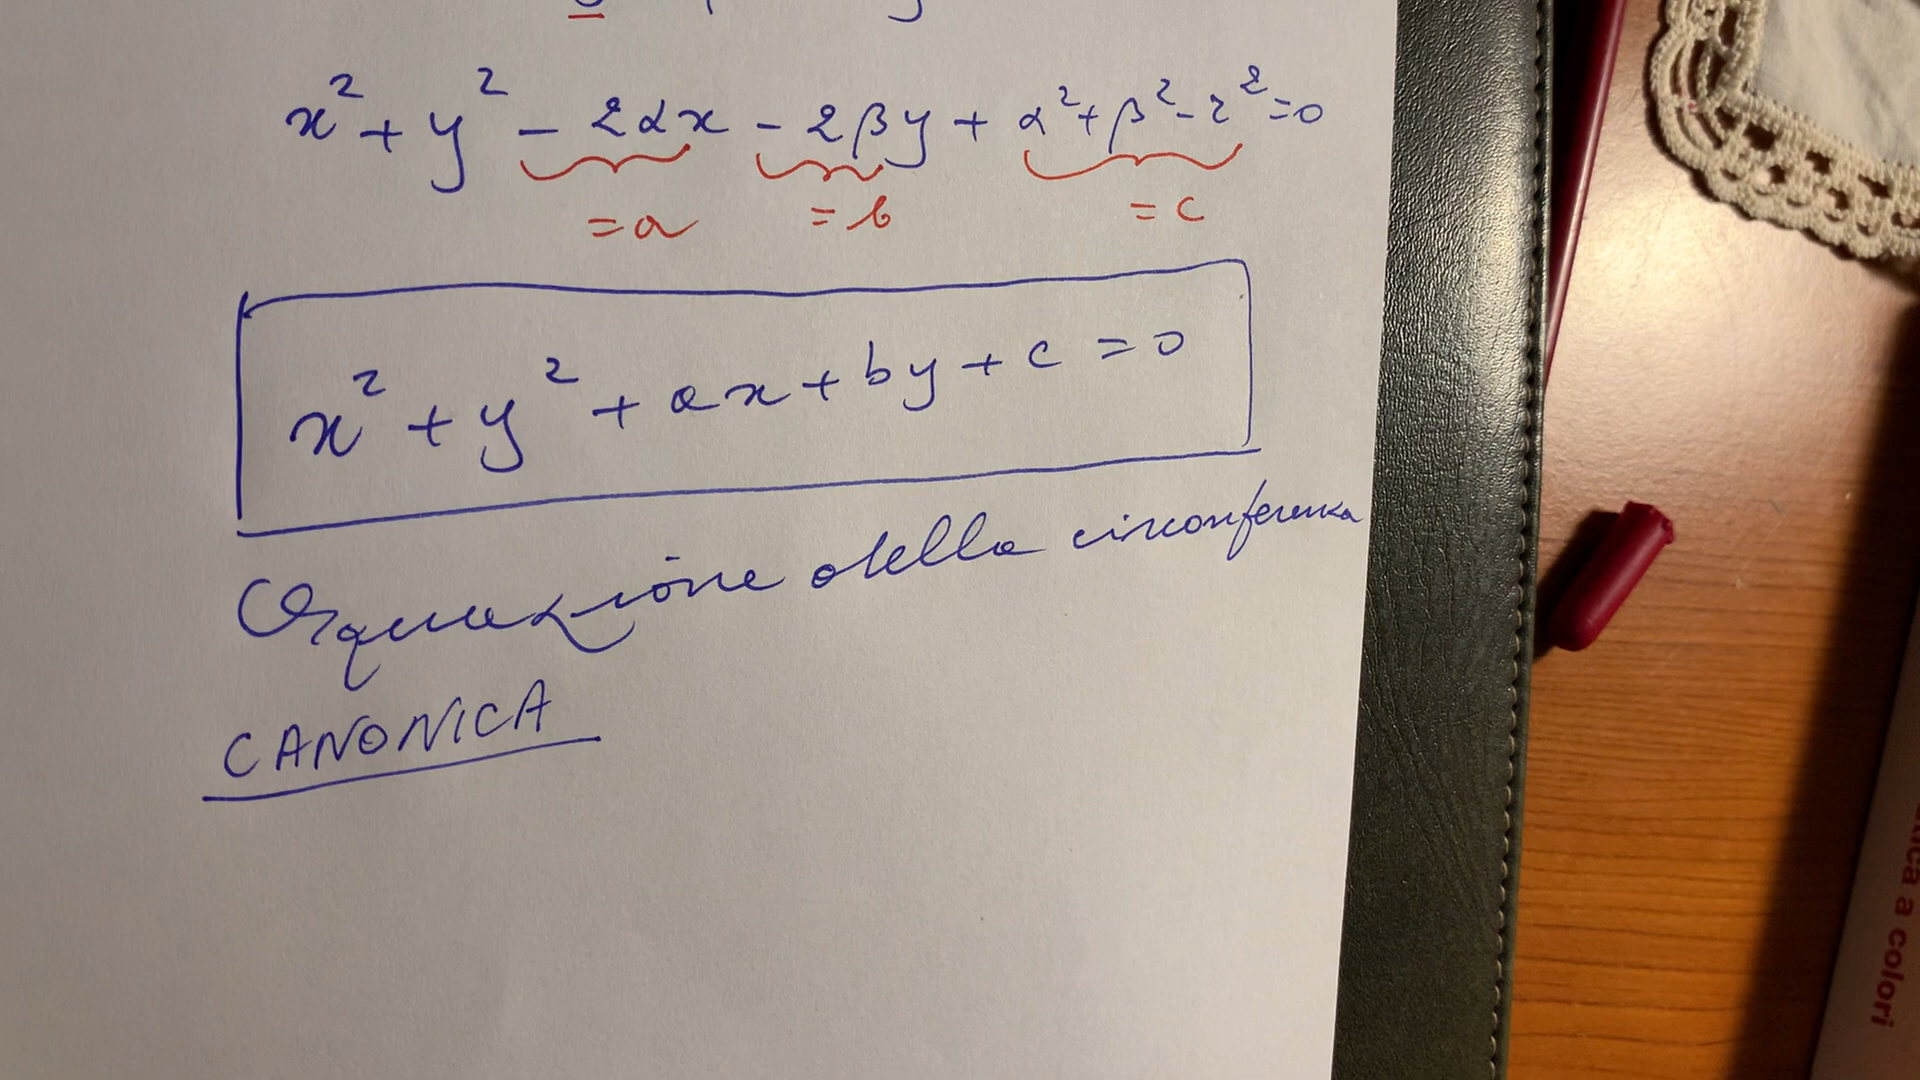 x² + y² - 2αx - 2βy + α² + β² - r² = 0
= a = b = c
x² + y² + ax + by + c = 0
Equazione della circonferenza
CANONICA
a colori